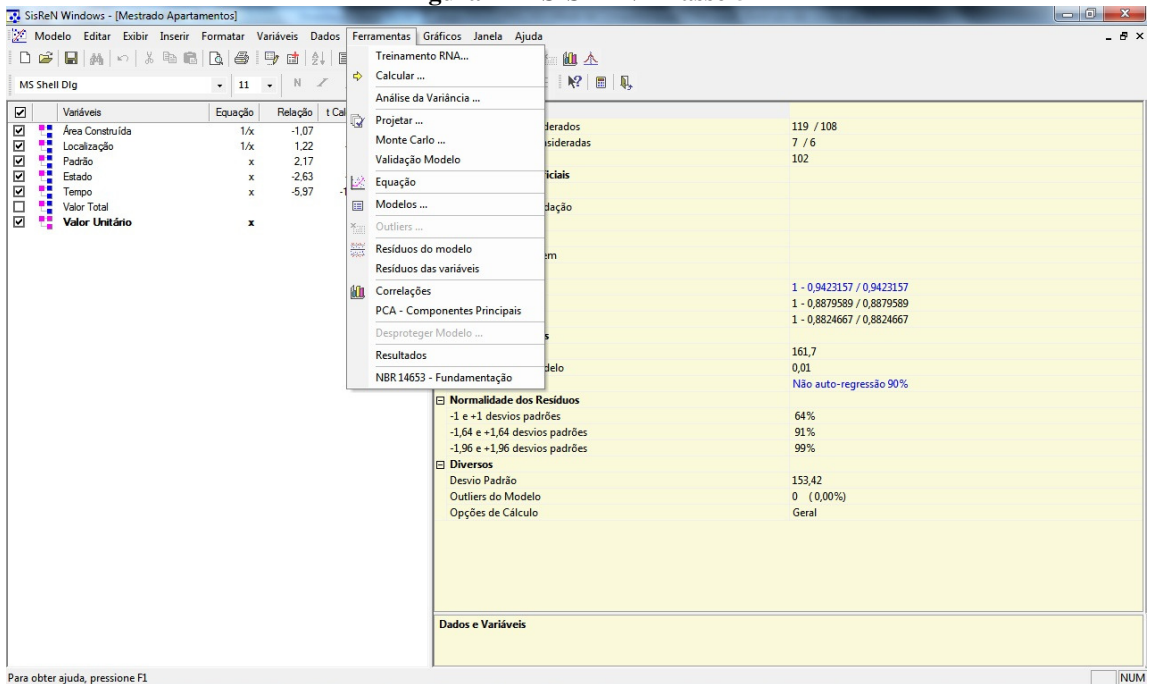 SisReN Windows - [Mestrado Apartamentos]
Modelo Editar Exibir Inserir Formatar Variáveis Dados Ferramentas Gráficos Janela Ajuda
MS Shell Dlg 11 N
Variáveis Equação Relação t Cal
Área Construída 1/x -1,07
Localização 1/x 1,22
Padrão x 2,17
Estado x -2,63
Tempo x -5,97 -1
Valor Total
Valor Unitário x
Treinamento RNA...
Calcular ...
Análise da Variância ...
Projetar ...
Monte Carlo ...
Validação Modelo
Equação
Modelos ...
Outliers ...
Resíduos do modelo
Resíduos das variáveis
Correlações
PCA - Componentes Principais
Desproteger Modelo ...
Resultados
NBR 14653 - Fundamentação
iderados 119 / 108
sideradas 7 / 6
102
iciais
dação
em
1 - 0,9423157 / 0,9423157
1 - 0,8879589 / 0,8879589
1 - 0,8824667 / 0,8824667
s
161,7
delo 0,01
Não auto-regressão 90%
Normalidade dos Resíduos
-1 e +1 desvios padrões 64%
-1,64 e +1,64 desvios padrões 91%
-1,96 e +1,96 desvios padrões 99%
Diversos
Desvio Padrão 153,42
Outliers do Modelo 0 (0,00%)
Opções de Cálculo Geral
Dados e Variáveis
Para obter ajuda, pressione F1 NUM